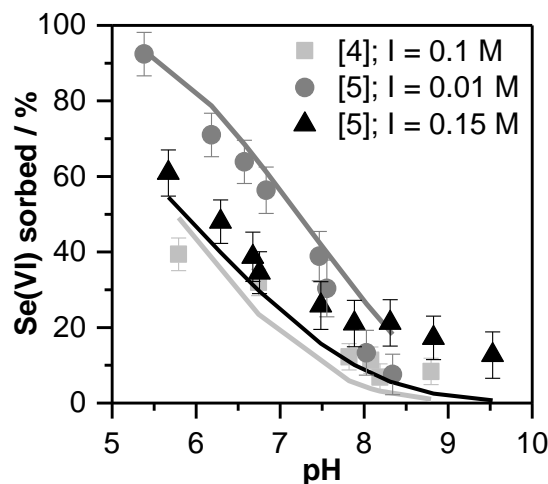 100
80
60
40
20
0
Se(VI) sorbed / %
[4]; I = 0.1 M
[5]; I = 0.01 M
[5]; I = 0.15 M
5 6 7 8 9 10
pH